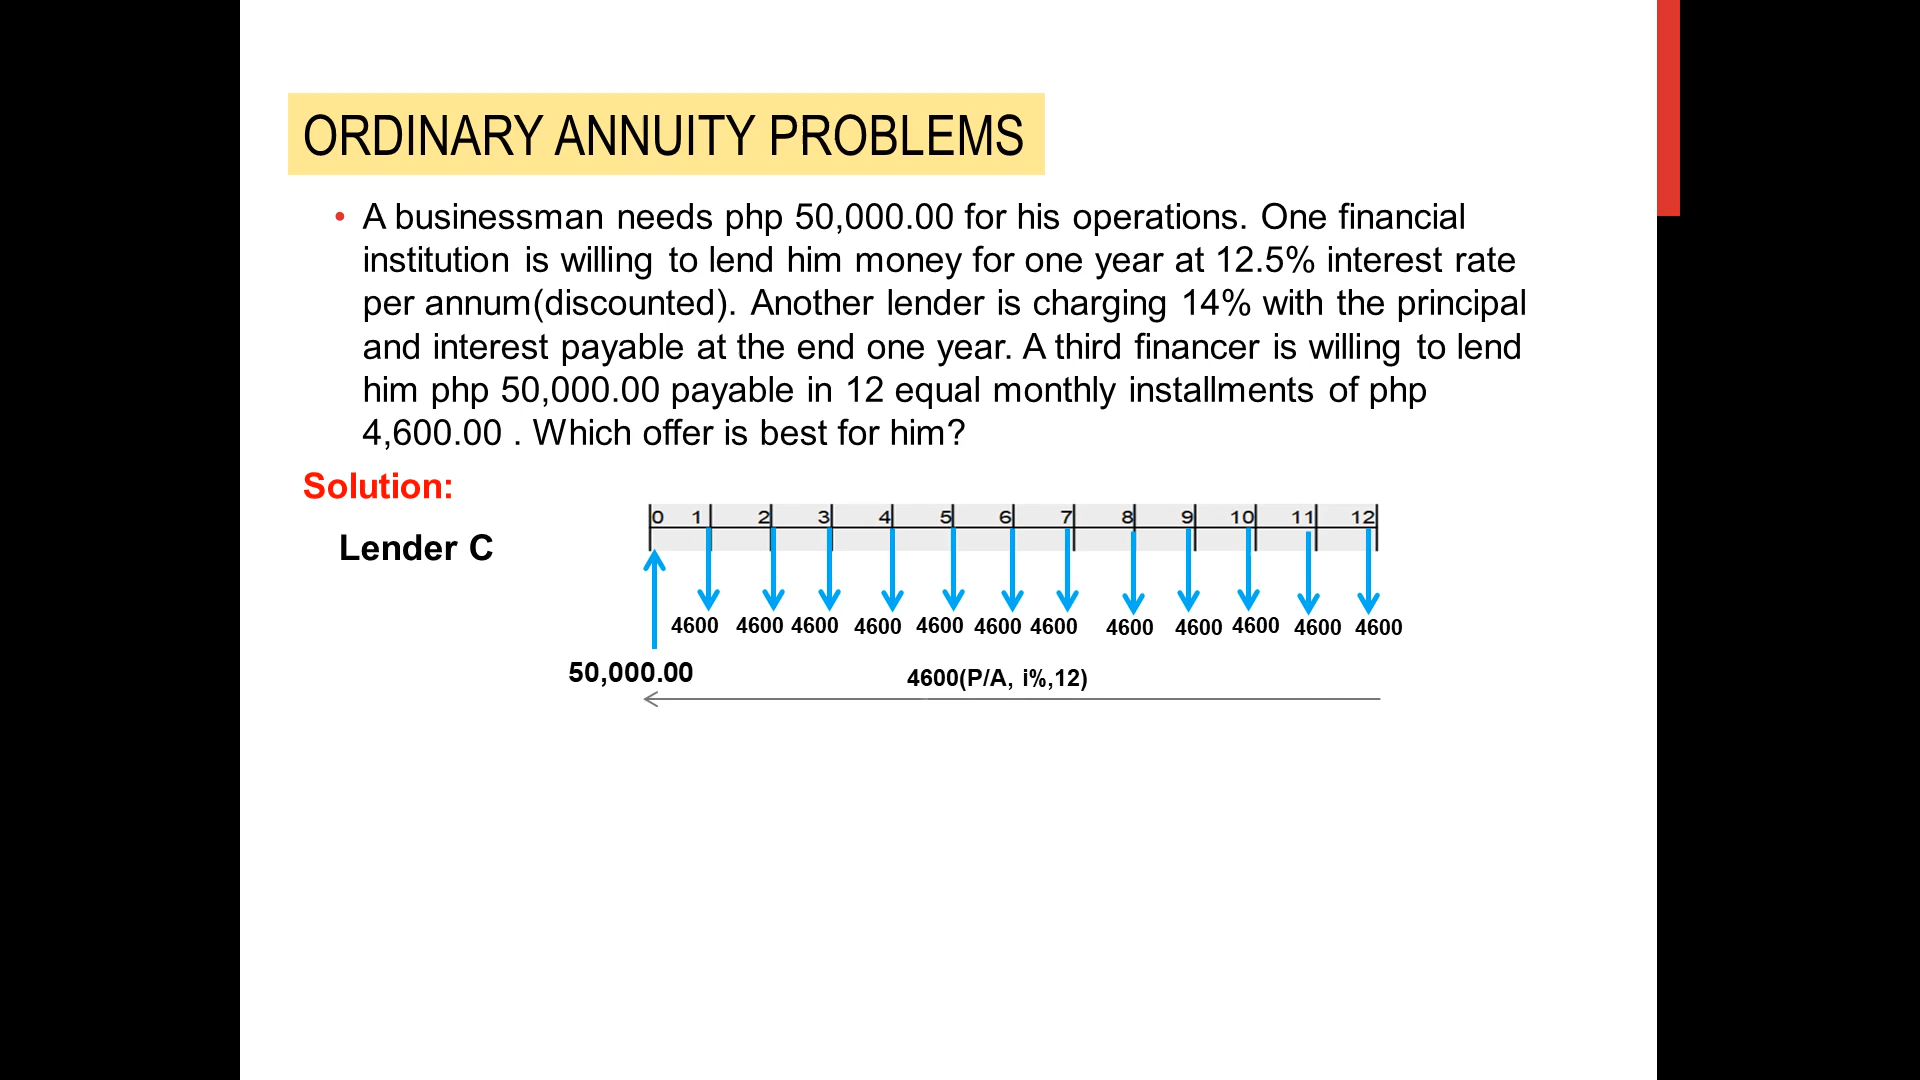 ORDINARY ANNUITY PROBLEMS
• A businessman needs php 50,000.00 for his operations. One financial
institution is willing to lend him money for one year at 12.5% interest rate
per annum(discounted). Another lender is charging 14% with the principal
and interest payable at the end one year. A third financer is willing to lend
him php 50,000.00 payable in 12 equal monthly installments of php
4,600.00 . Which offer is best for him?
Solution:
0 1 2 3 4 5 6 7 8 9 10 11 12
Lender C
4600 4600 4600 4600 4600 4600 4600 4600 4600 4600 4600 4600
50,000.00 4600(P/A, i%,12)